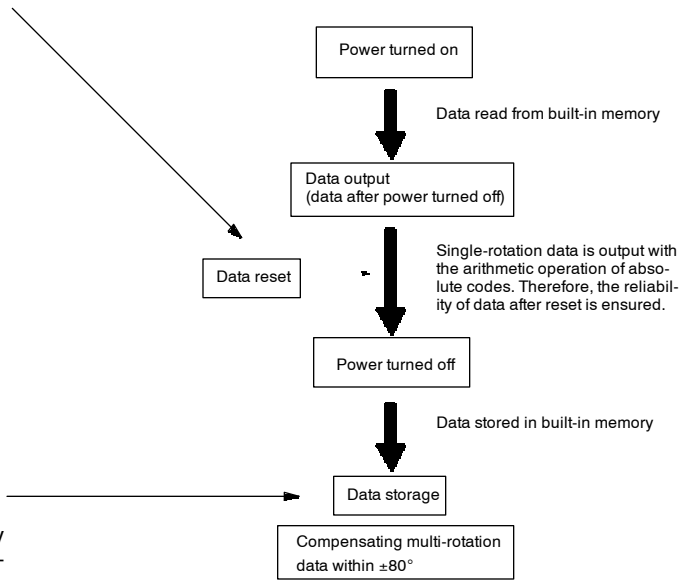 Power turned on
Data read from built-in memory
Data output
(data after power turned off)
Single-rotation data is output with
the arithmetic operation of abso-
lute codes. Therefore, the reliabil-
ity of data after reset is ensured.
Data reset
Power turned off
Data stored in built-in memory
Data storage
Compensating multi-rotation
data within ±80°